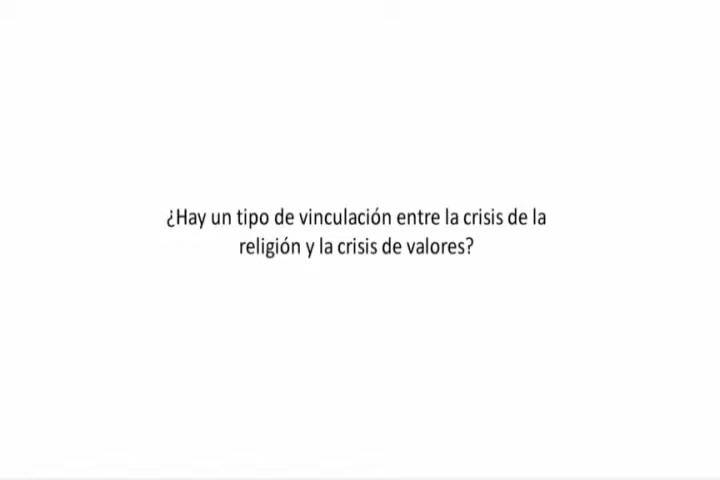 ¿Hay un tipo de vinculación entre la crisis de la
religión y la crisis de valores?